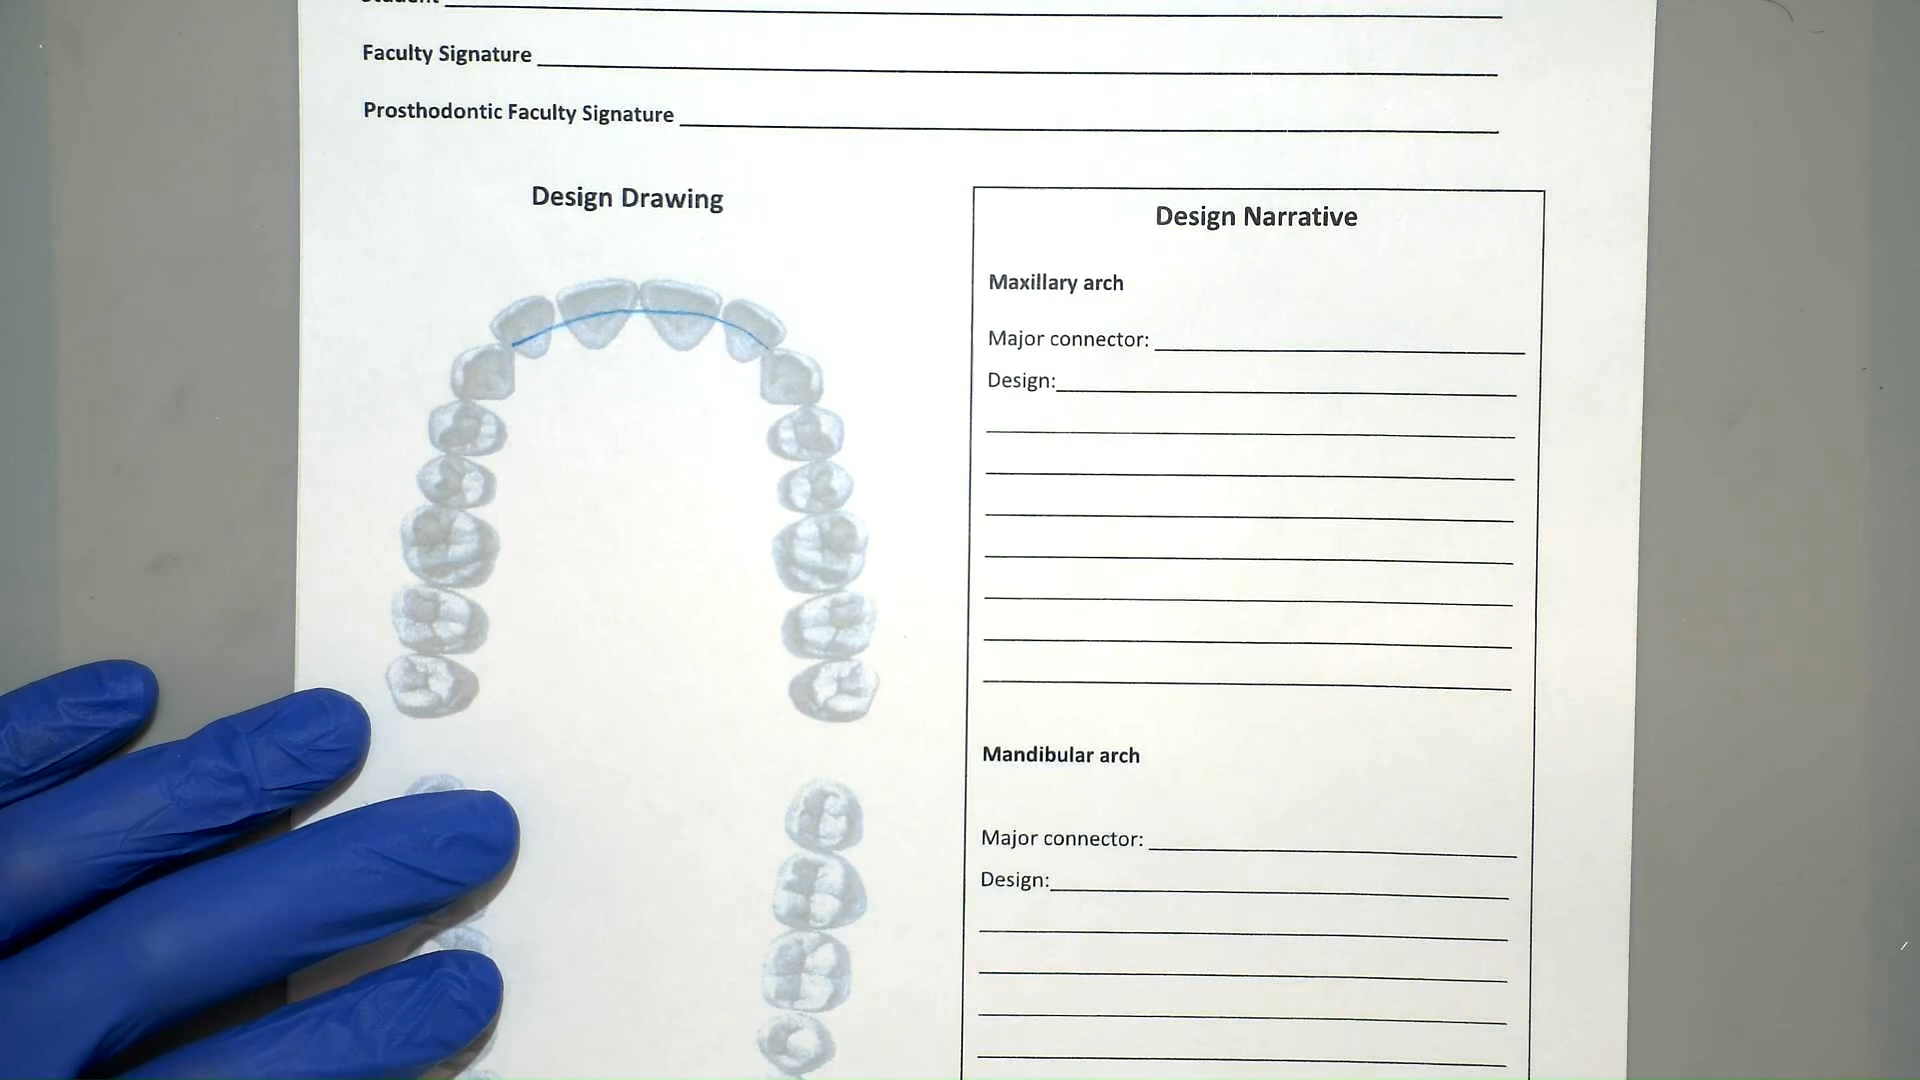 Student
Faculty Signature
Prosthodontic Faculty Signature
Design Drawing
Design Narrative
Maxillary arch
Major connector:
Design:
Mandibular arch
Major connector:
Design: